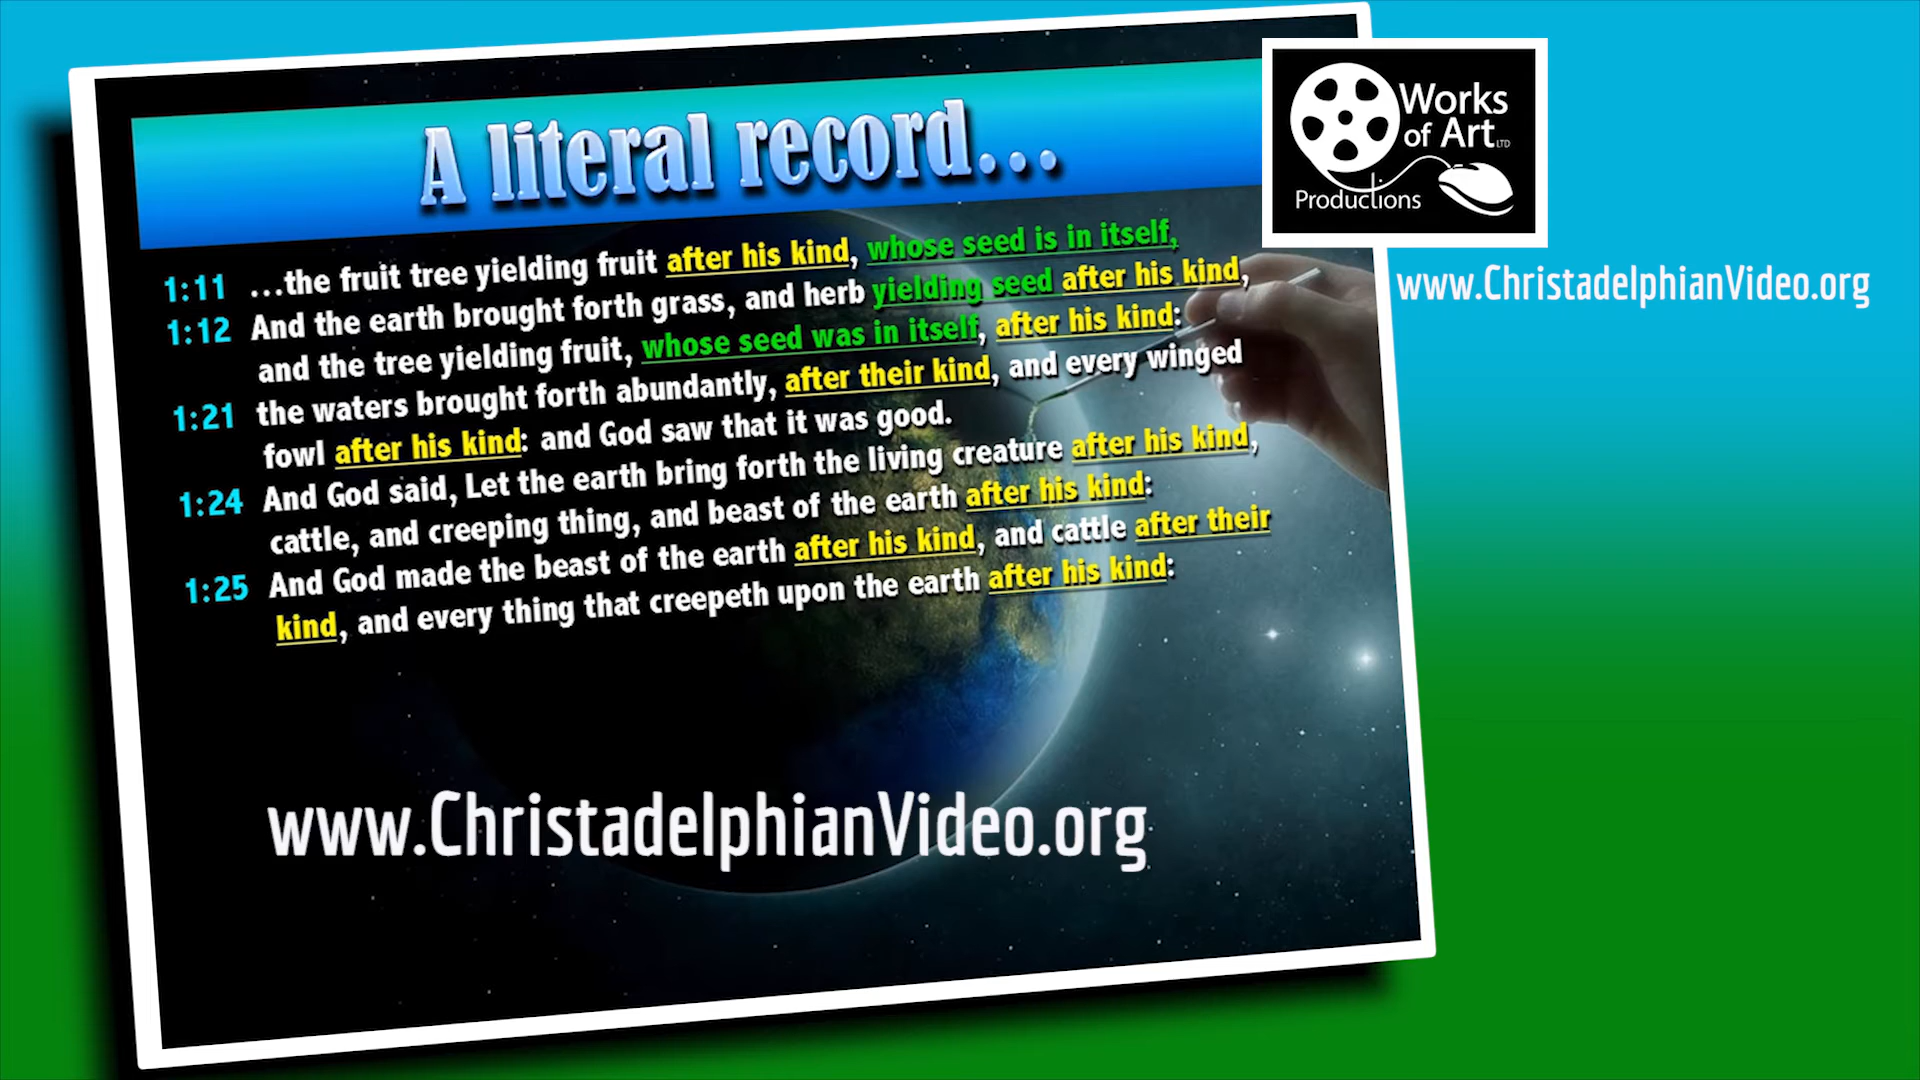 A literal record...
1:11 ...the fruit tree yielding fruit after his kind, whose seed is in itself,
1:12 And the earth brought forth grass, and herb yielding seed after his kind,
and the tree yielding fruit, whose seed was in itself, after his kind:
1:21 the waters brought forth abundantly, after their kind, and every winged
fowl after his kind: and God saw that it was good.
1:24 And God said, Let the earth bring forth the living creature after his kind,
cattle, and creeping thing, and beast of the earth after his kind:
1:25 And God made the beast of the earth after his kind, and cattle after their
kind, and every thing that creepeth upon the earth after his kind:
www.ChristadelphianVideo.org
Works
of Art LTD
Productions
www.ChristadelphianVideo.org